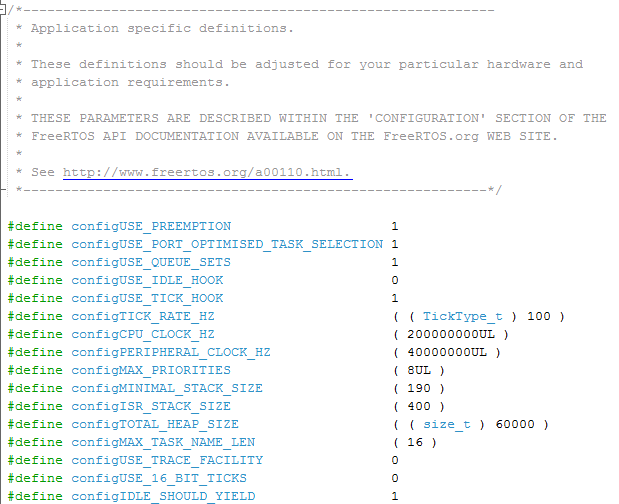 /*-----------------------------------------------------------
 * Application specific definitions.
 *
 * These definitions should be adjusted for your particular hardware and
 * application requirements.
 *
 * THESE PARAMETERS ARE DESCRIBED WITHIN THE 'CONFIGURATION' SECTION OF THE
 * FreeRTOS API DOCUMENTATION AVAILABLE ON THE FreeRTOS.org WEB SITE.
 *
 * See http://www.freertos.org/a00110.html.
 *----------------------------------------------------------*/
#define configUSE_PREEMPTION 1
#define configUSE_PORT_OPTIMISED_TASK_SELECTION 1
#define configUSE_QUEUE_SETS 1
#define configUSE_IDLE_HOOK 0
#define configUSE_TICK_HOOK 1
#define configTICK_RATE_HZ ( ( TickType_t ) 100 )
#define configCPU_CLOCK_HZ ( 200000000UL )
#define configPERIPHERAL_CLOCK_HZ ( 40000000UL )
#define configMAX_PRIORITIES ( 8UL )
#define configMINIMAL_STACK_SIZE ( 190 )
#define configISR_STACK_SIZE ( 400 )
#define configTOTAL_HEAP_SIZE ( ( size_t ) 60000 )
#define configMAX_TASK_NAME_LEN ( 16 )
#define configUSE_TRACE_FACILITY 0
#define configUSE_16_BIT_TICKS 0
#define configIDLE_SHOULD_YIELD 1